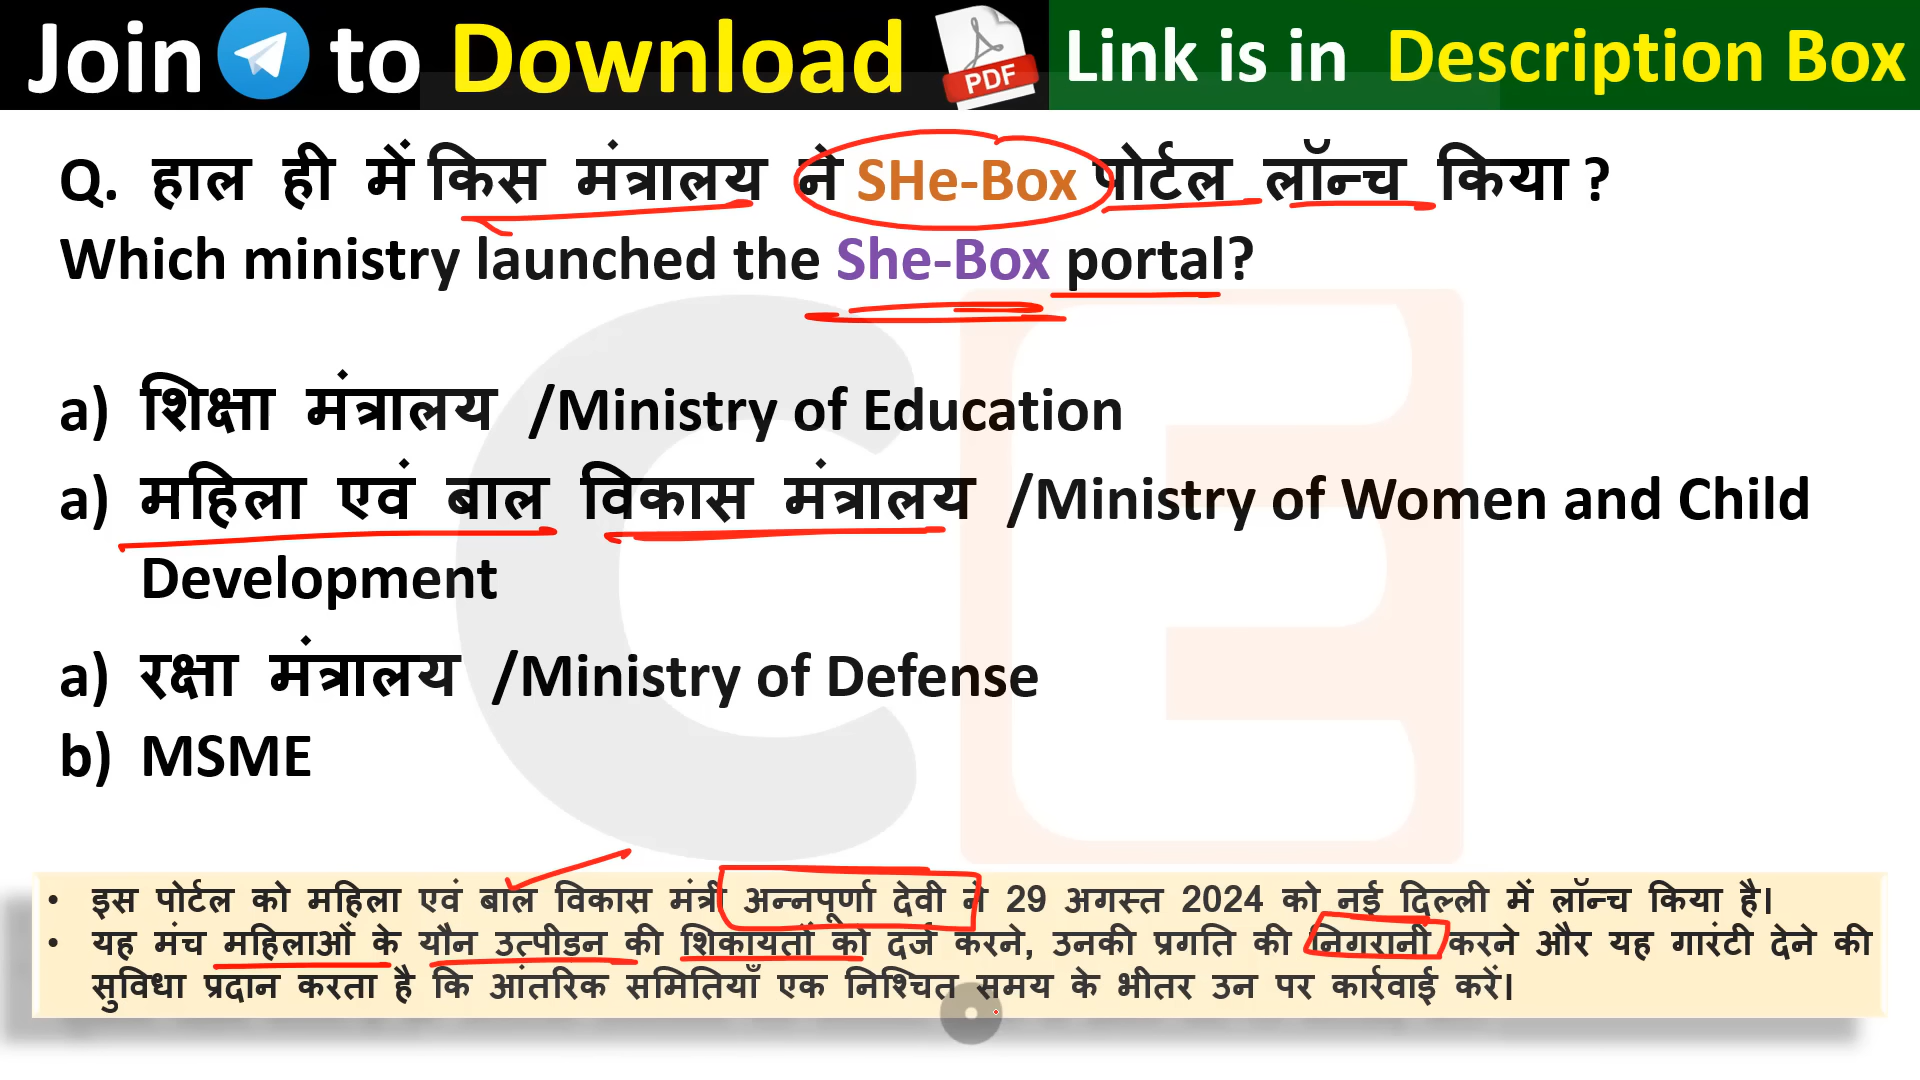 Join to Download PDF Link is in Description Box
Q. हाल ही में किस मंत्रालय ने SHe-Box पोर्टल लॉन्च किया ?
Which ministry launched the She-Box portal?
a) शिक्षा मंत्रालय /Ministry of Education
a) महिला एवं बाल विकास मंत्रालय /Ministry of Women and Child
Development
a) रक्षा मंत्रालय /Ministry of Defense
b) MSME
• इस पोर्टल को महिला एवं बाल विकास मंत्री अन्नपूर्णा देवी ने 29 अगस्त 2024 को नई दिल्ली में लॉन्च किया है।
• यह मंच महिलाओं के यौन उत्पीडन की शिकायतों को दर्ज करने, उनकी प्रगति की निगरानी करने और यह गारंटी देने की
सुविधा प्रदान करता है कि आंतरिक समितियाँ एक निश्चित समय के भीतर उन पर कार्रवाई करें।
CE